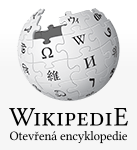 Ω W И
WIKIPEDIE
Otevřená encyklopedie